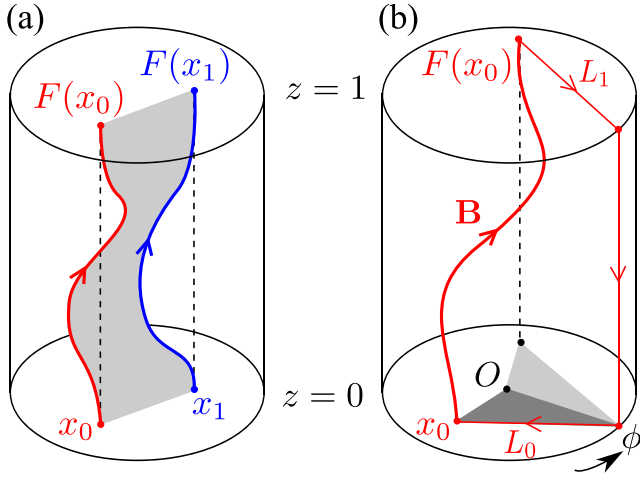 (a)
(b)
F(x₁)
F(x₀)
z = 1
F(x₀)
L₁
B
O
z = 0
x₀
x₁
x₀
L₀
ϕ